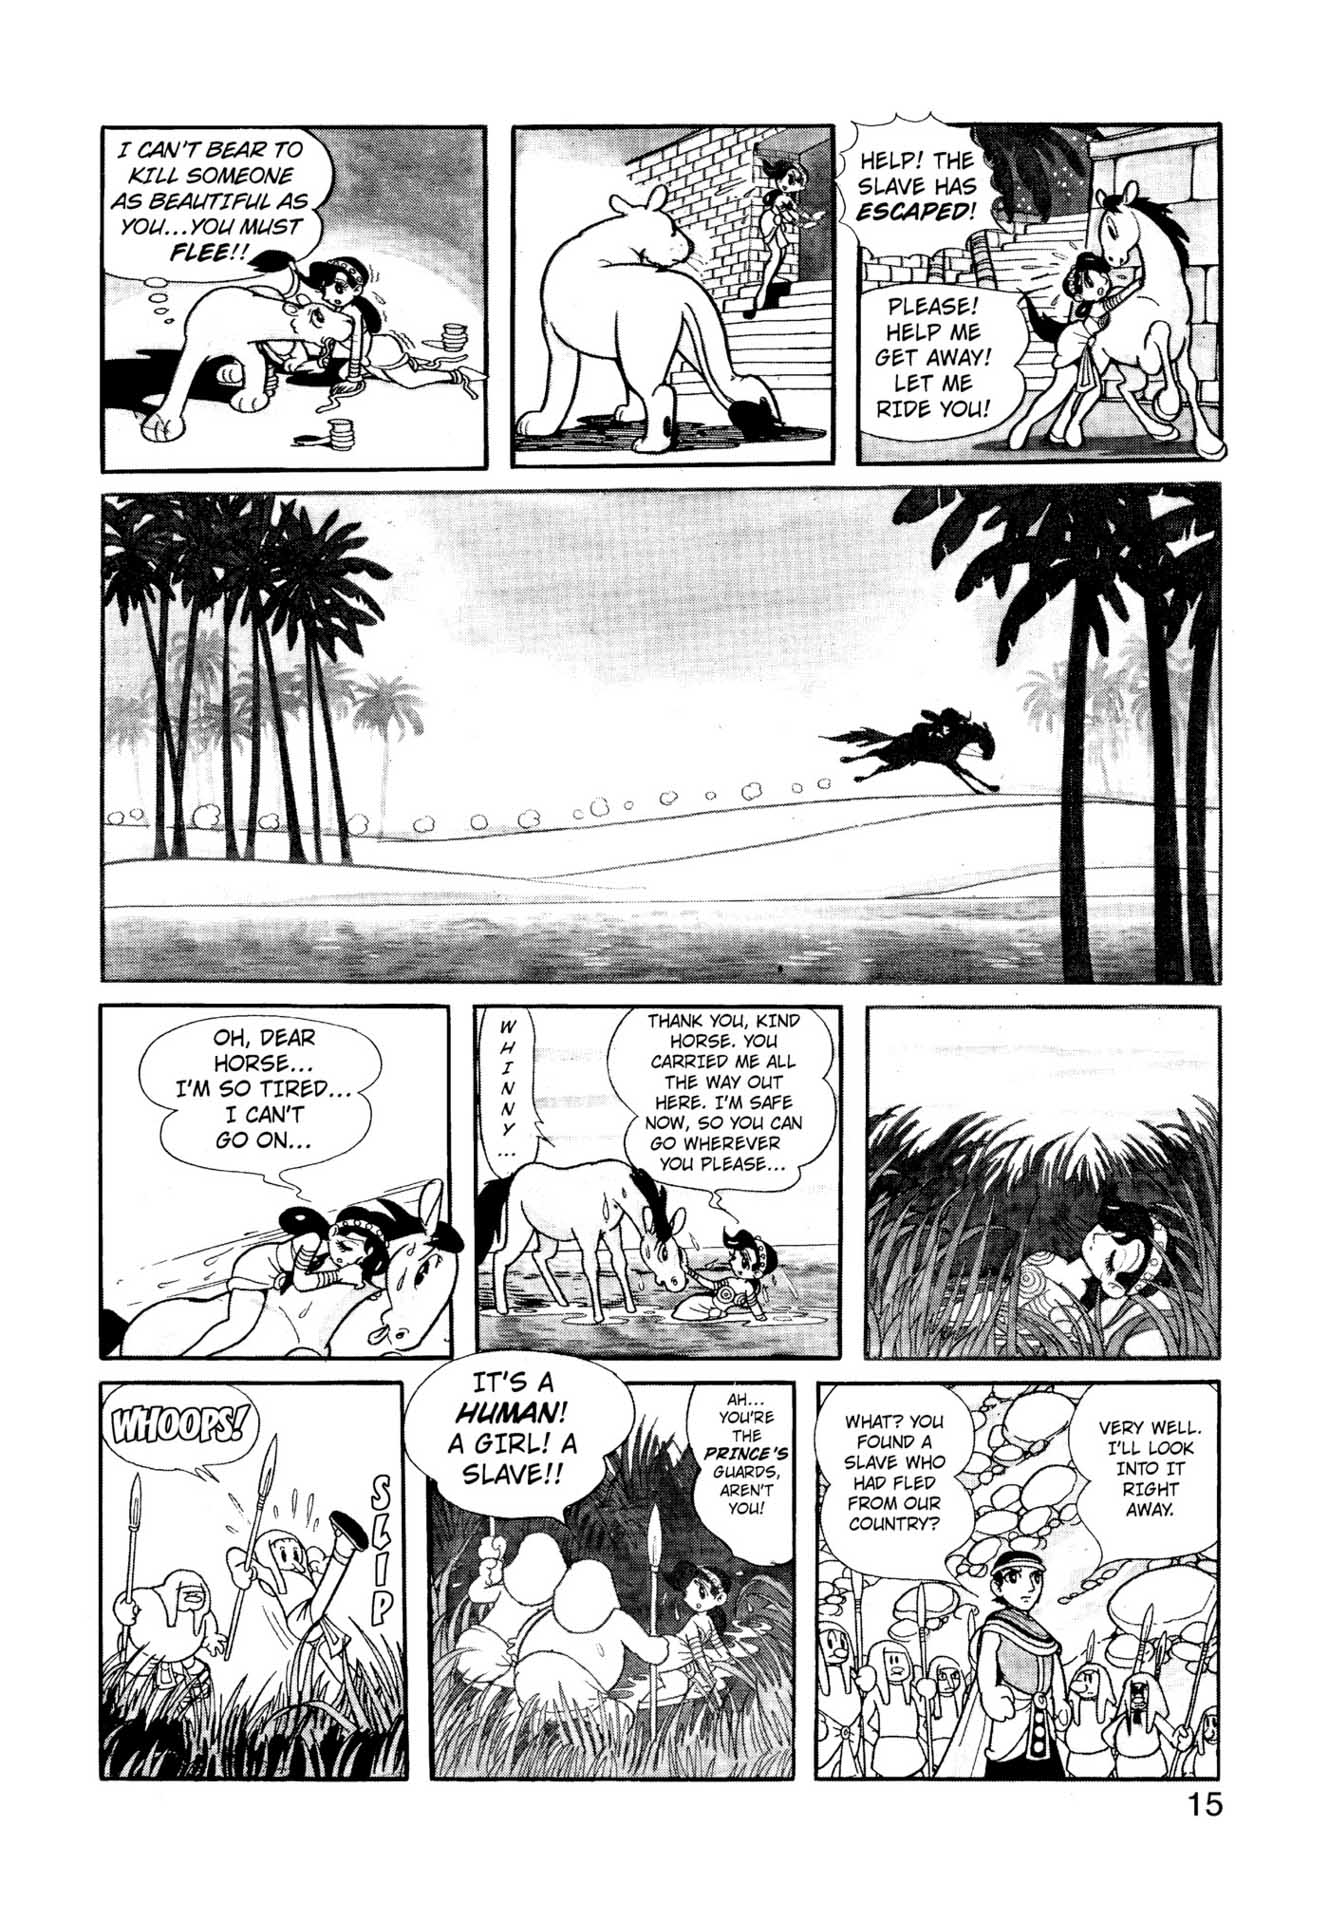 I CAN'T BEAR TO
KILL SOMEONE
AS BEAUTIFUL AS
YOU...YOU MUST
FLEE!!
HELP! THE
SLAVE HAS
ESCAPED!
PLEASE!
HELP ME
GET AWAY!
LET ME
RIDE YOU!
OH, DEAR
HORSE...
I'M SO TIRED...
I CAN'T
GO ON...
WHINNY...
THANK YOU, KIND
HORSE. YOU
CARRIED ME ALL
THE WAY OUT
HERE. I'M SAFE
NOW, SO YOU CAN
GO WHEREVER
YOU PLEASE...
WHOOPS!
SLIP
IT'S A
HUMAN!
A GIRL! A
SLAVE!!
AH...
YOU'RE
THE
PRINCE'S
GUARDS,
AREN'T
YOU!
WHAT? YOU
FOUND A
SLAVE WHO
HAD FLED
FROM OUR
COUNTRY?
VERY WELL.
I'LL LOOK
INTO IT
RIGHT
AWAY.
15